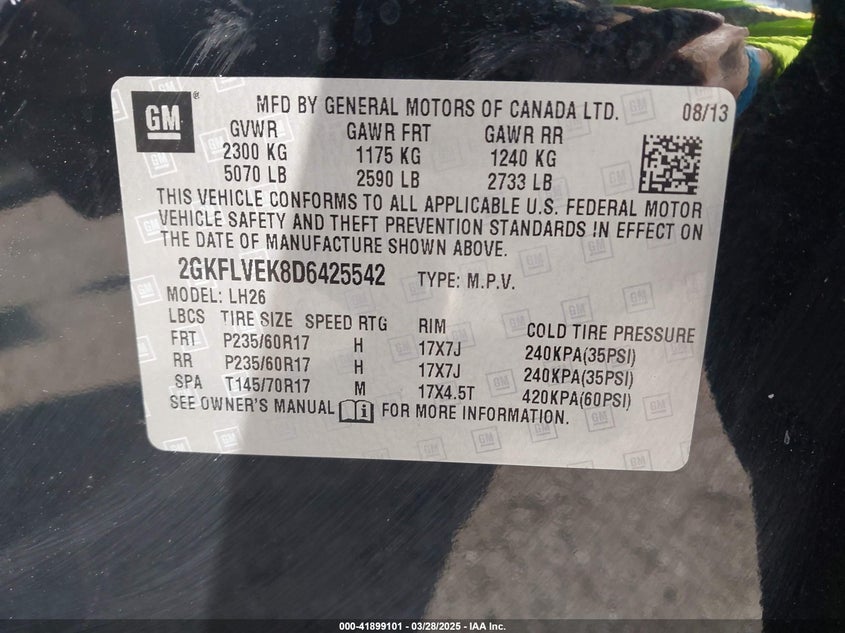 GM ® MFD BY GENERAL MOTORS OF CANADA LTD. 08/13
GVWR GAWR FRT GAWR RR
2300 KG 1175 KG 1240 KG
5070 LB 2590 LB 2733 LB
THIS VEHICLE CONFORMS TO ALL APPLICABLE U.S. FEDERAL MOTOR
VEHICLE SAFETY AND THEFT PREVENTION STANDARDS IN EFFECT ON
THE DATE OF MANUFACTURE SHOWN ABOVE.
2GKFLVEK8D6425542 TYPE: M.P.V.
MODEL: LH26
LBCS TIRE SIZE SPEED RTG RIM COLD TIRE PRESSURE
FRT P235/60R17 H 17X7J 240KPA(35PSI)
RR P235/60R17 H 17X7J 240KPA(35PSI)
SPA T145/70R17 M 17X4.5T 420KPA(60PSI)
SEE OWNER'S MANUAL i FOR MORE INFORMATION.
000-41899101 — 03/28/2025 — IAA Inc.